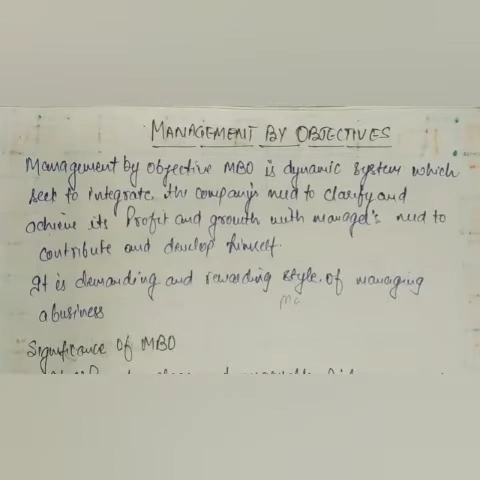 MANAGEMENT BY OBJECTIVES
Management by objective MBO is dynamic system which
seek to integrate the company's need to clarify and
achieve its Profit and growth with manager's need to
contribute and develop himself.
It is demanding and rewarding style of managing
a business
Significance of MBO